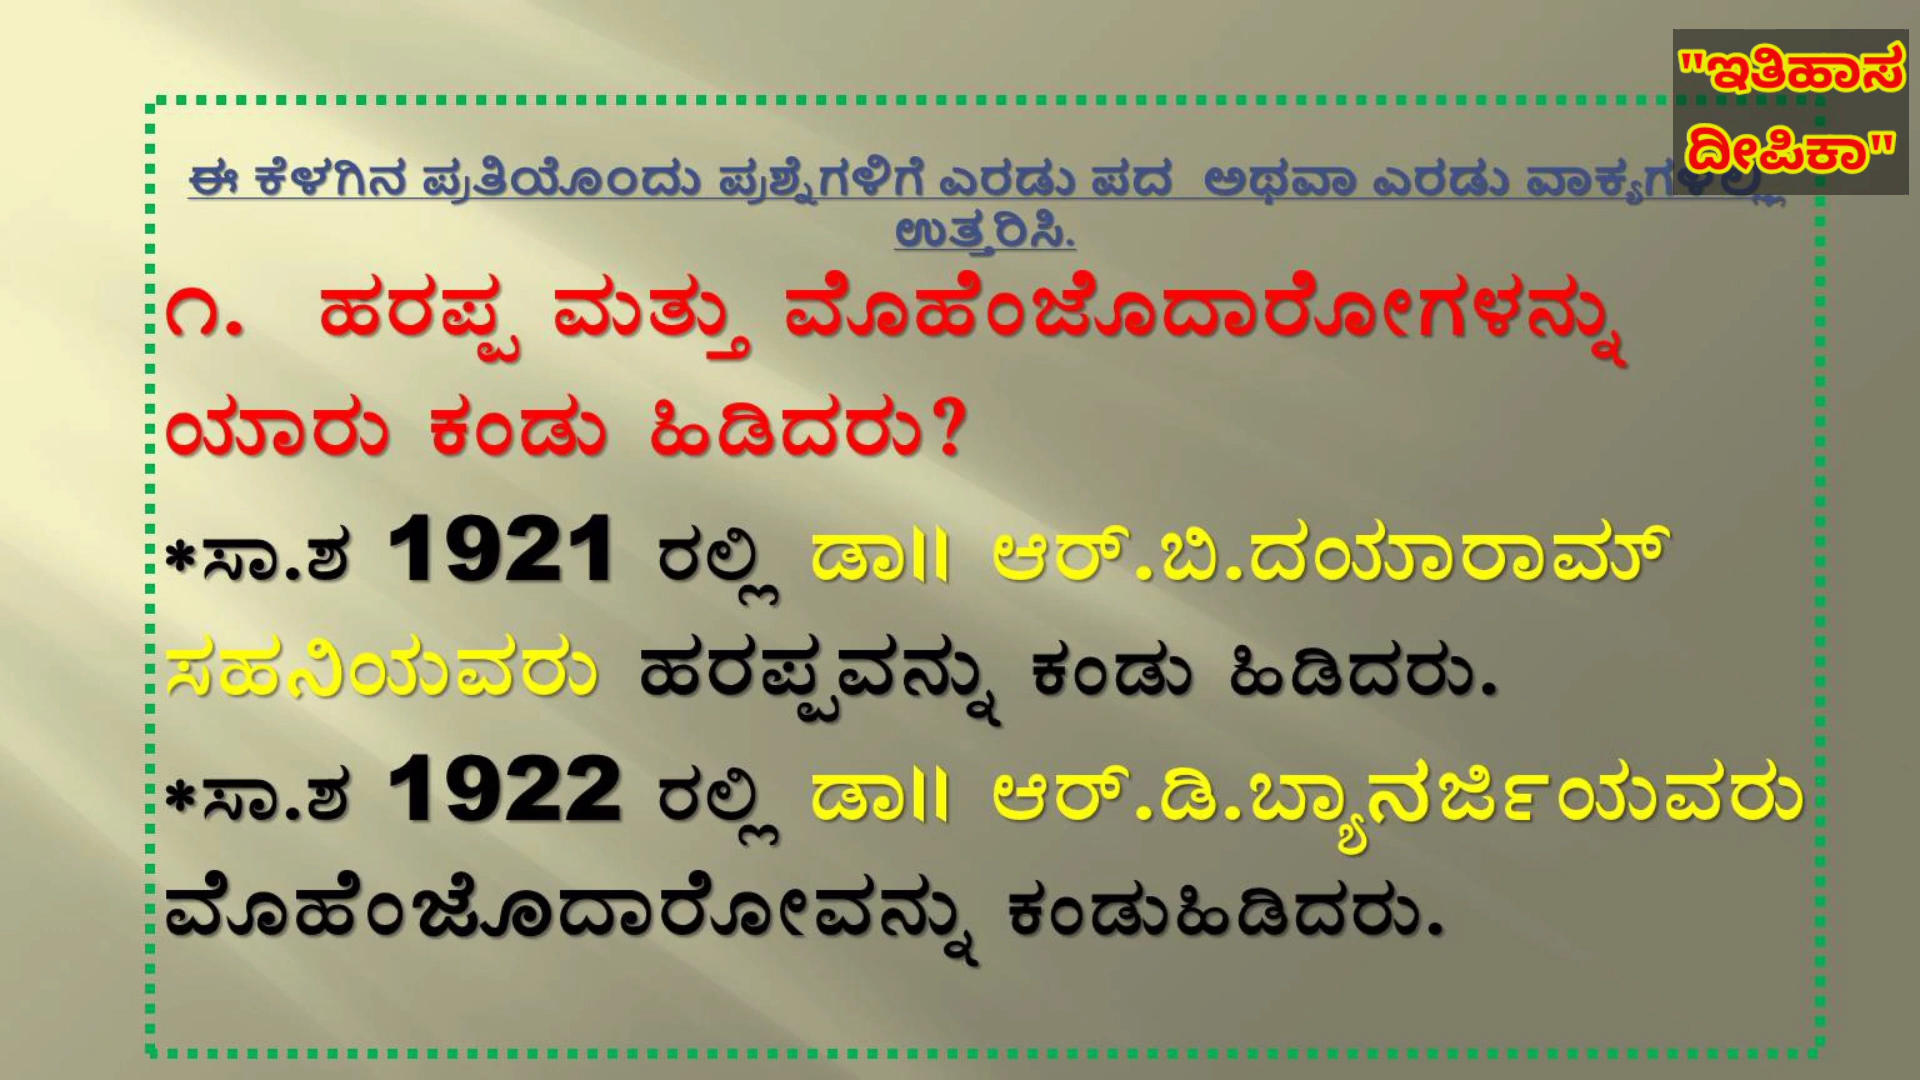 "ಇತಿಹಾಸ
ದೀಪಿಕಾ"
ಈ ಕೆಳಗಿನ ಪ್ರತಿಯೊಂದು ಪ್ರಶ್ನೆಗಳಿಗೆ ಎರಡು ಪದ ಅಥವಾ ಎರಡು ವಾಕ್ಯಗಳಲ್ಲಿ
ಉತ್ತರಿಸಿ.
೧. ಹರಪ್ಪ ಮತ್ತು ಮೊಹೆಂಜೊದಾರೋಗಳನ್ನು
ಯಾರು ಕಂಡು ಹಿಡಿದರು?
*ಸಾ.ಶ 1921 ರಲ್ಲಿ ಡಾ॥ ಆರ್.ಬಿ.ದಯಾರಾಮ್
ಸಹನಿಯವರು ಹರಪ್ಪವನ್ನು ಕಂಡು ಹಿಡಿದರು.
*ಸಾ.ಶ 1922 ರಲ್ಲಿ ಡಾ॥ ಆರ್.ಡಿ.ಬ್ಯಾನರ್ಜಿಯವರು
ಮೊಹೆಂಜೊದಾರೋವನ್ನು ಕಂಡುಹಿಡಿದರು.